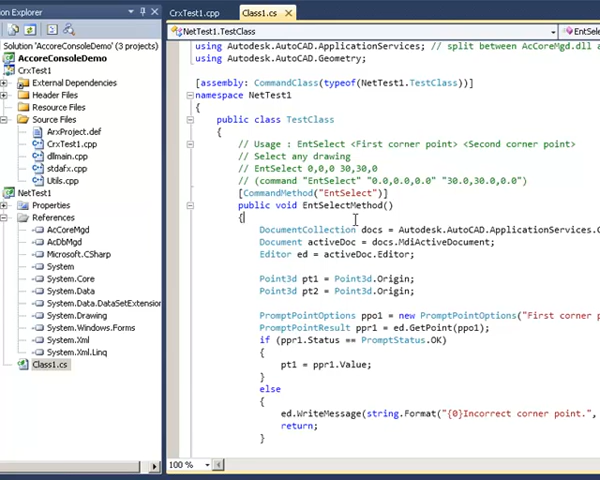 ion Explorer
CrxTest1.cpp
Class1.cs
NetTest1.TestClass
EntSelec
Solution 'AccoreConsoleDemo' (3 projects)
AccoreConsoleDemo
CrxTest1
External Dependencies
Header Files
Resource Files
Source Files
ArxProject.def
CrxTest1.cpp
dllmain.cpp
stdafx.cpp
Utils.cpp
NetTest1
Properties
References
AcCoreMgd
AcDbMgd
Microsoft.CSharp
System
System.Core
System.Data
System.Data.DataSetExtension
System.Drawing
System.Windows.Forms
System.Xml
System.Xml.Linq
Class1.cs
using Autodesk.AutoCAD.ApplicationServices; // split between AcCoreMgd.dll a
using Autodesk.AutoCAD.Geometry;
[assembly: CommandClass(typeof(NetTest1.TestClass))]
namespace NetTest1
{
public class TestClass
{
// Usage : EntSelect <First corner point> <Second corner point>
// Select any drawing
// EntSelect 0,0,0 30,30,0
// (command "EntSelect" "0.0,0.0,0.0" "30.0,30.0,0.0")
[CommandMethod("EntSelect")]
public void EntSelectMethod()
{
DocumentCollection docs = Autodesk.AutoCAD.ApplicationServices.C
Document activeDoc = docs.MdiActiveDocument;
Editor ed = activeDoc.Editor;
Point3d pt1 = Point3d.Origin;
Point3d pt2 = Point3d.Origin;
PromptPointOptions ppo1 = new PromptPointOptions("First corner p
PromptPointResult ppr1 = ed.GetPoint(ppo1);
if (ppr1.Status == PromptStatus.OK)
{
pt1 = ppr1.Value;
}
else
{
ed.WriteMessage(string.Format("{0}Incorrect corner point.",
return;
}
100 %